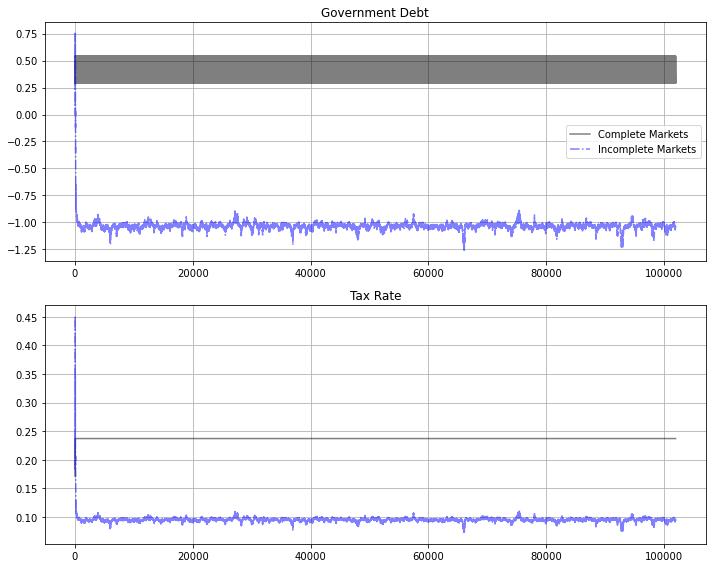 Government Debt
0.75
0.50
0.25
0.00
−0.25
−0.50
−0.75
−1.00
−1.25
Complete Markets
Incomplete Markets
0 20000 40000 60000 80000 100000
Tax Rate
0.45
0.40
0.35
0.30
0.25
0.20
0.15
0.10
0 20000 40000 60000 80000 100000